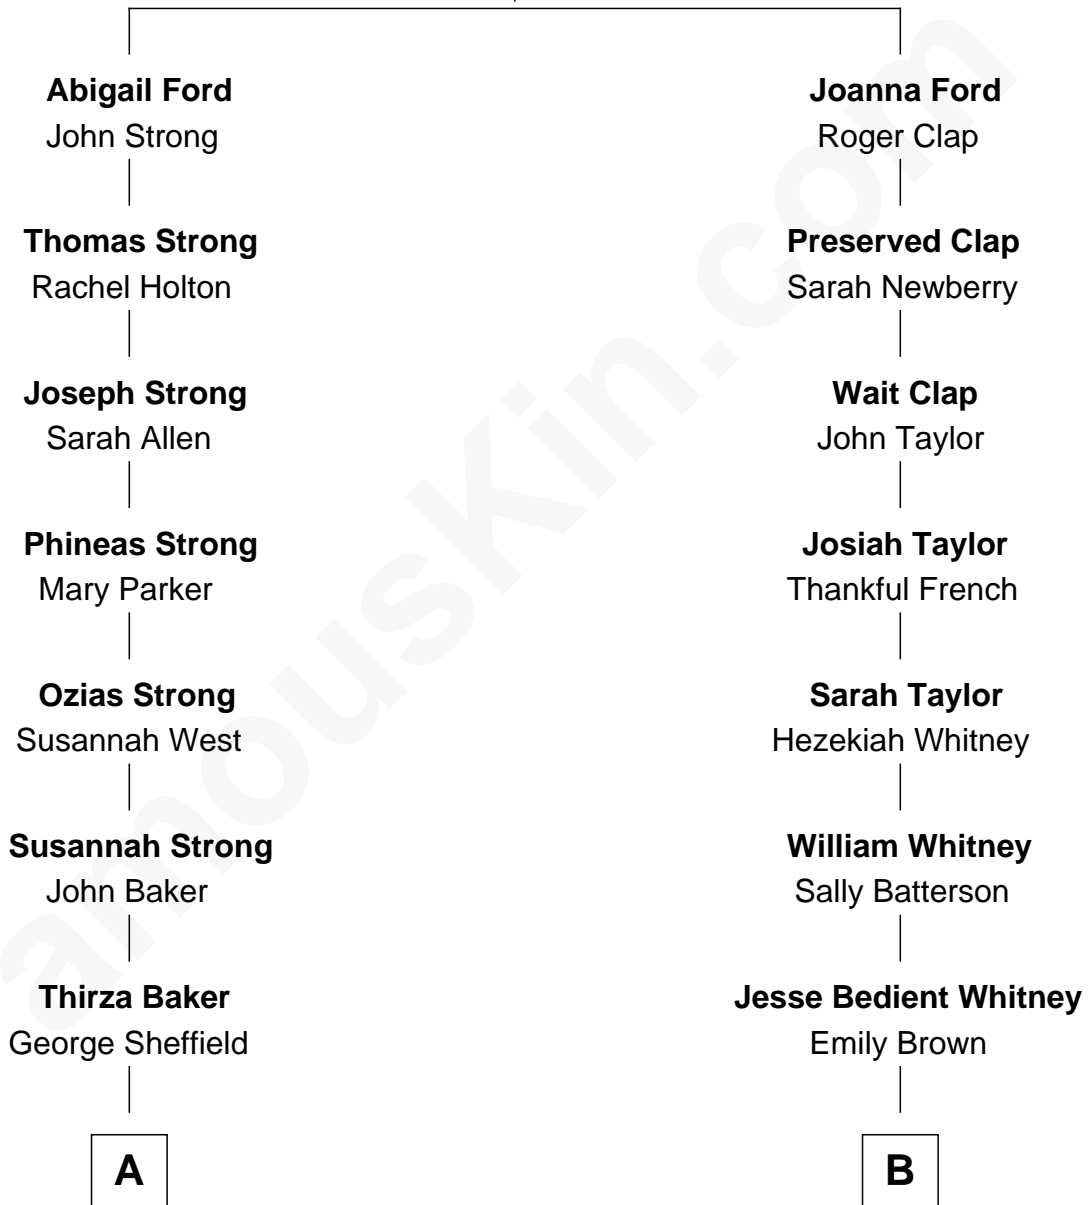 Abigail Ford
John Strong
Thomas Strong
Rachel Holton
Joseph Strong
Sarah Allen
Phineas Strong
Mary Parker
Ozias Strong
Susannah West
Susannah Strong
John Baker
Thirza Baker
George Sheffield
A
Joanna Ford
Roger Clap
Preserved Clap
Sarah Newberry
Wait Clap
John Taylor
Josiah Taylor
Thankful French
Sarah Taylor
Hezekiah Whitney
William Whitney
Sally Batterson
Jesse Bedient Whitney
Emily Brown
B
amousKin.com